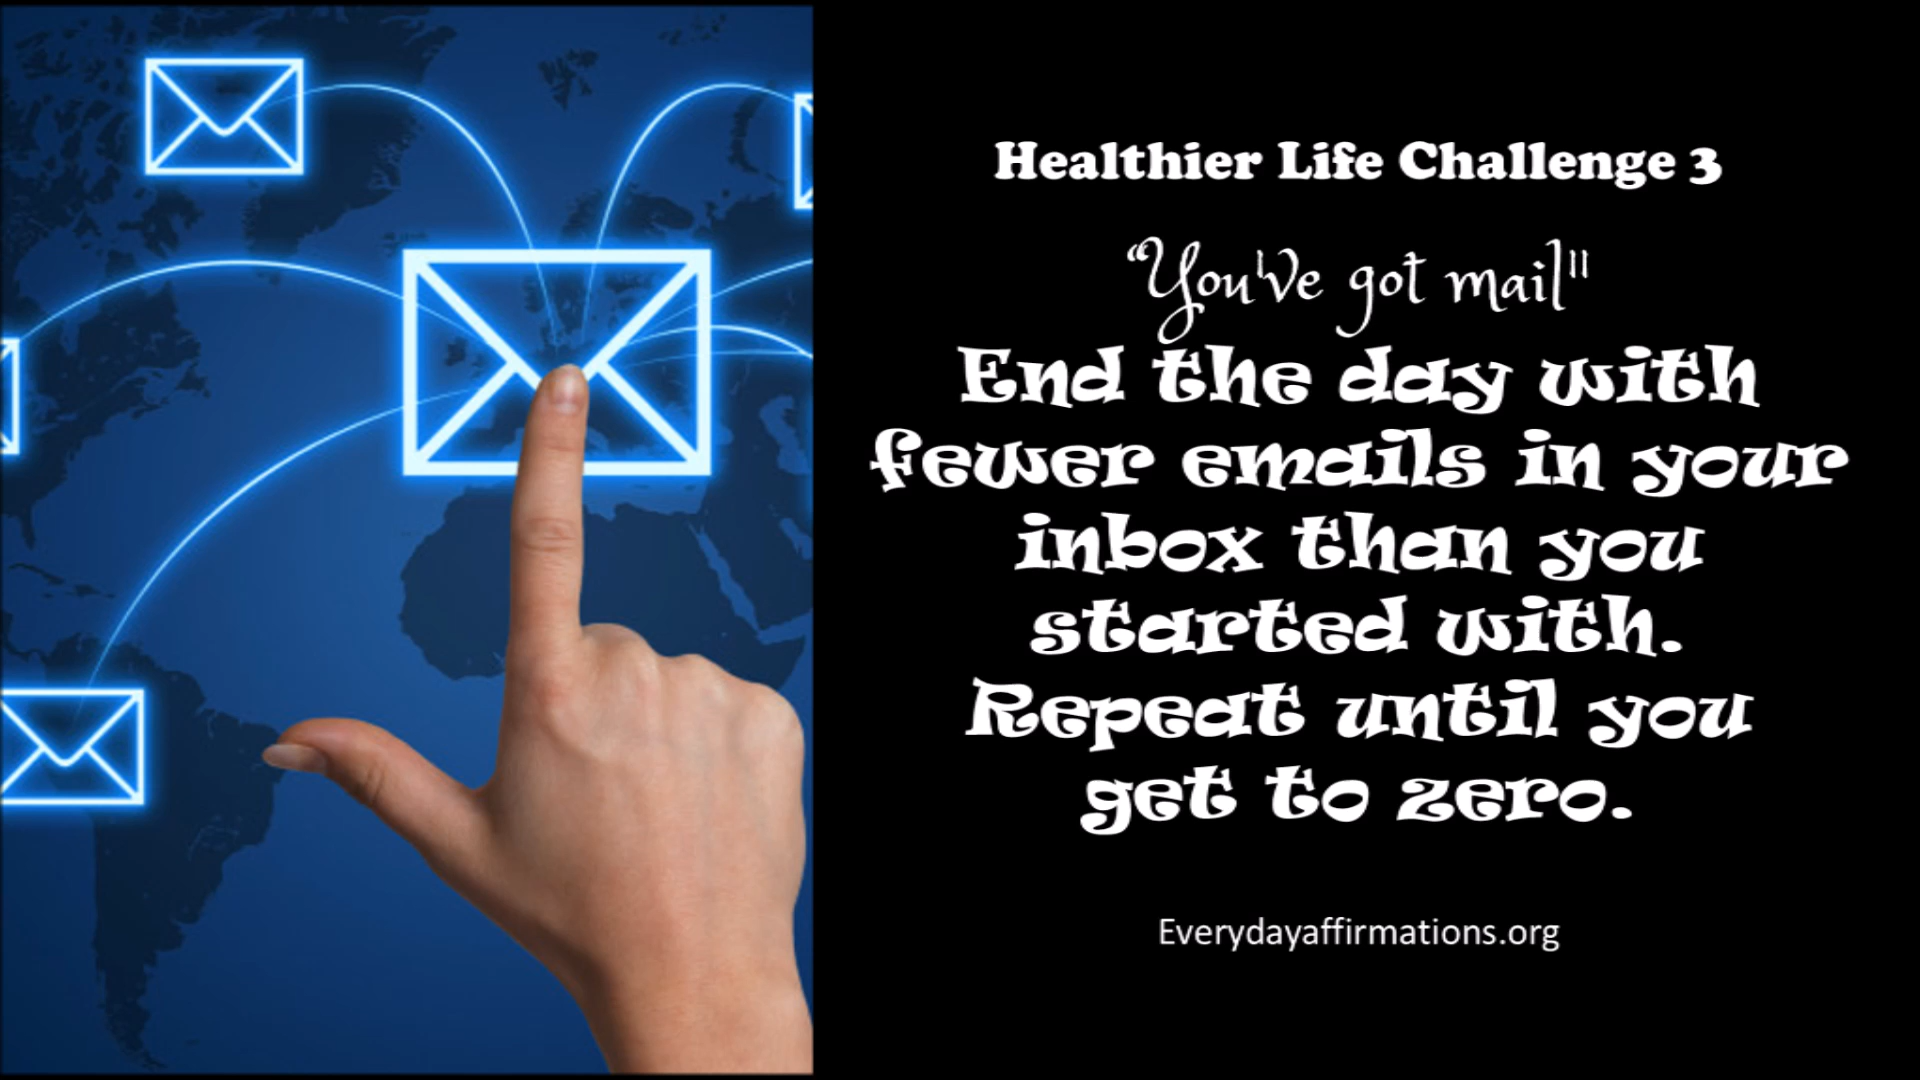 Healthier Life Challenge 3
“You've got mail"
End the day with
fewer emails in your
inbox than you
started with.
Repeat until you
get to zero.
Everydayaffirmations.org